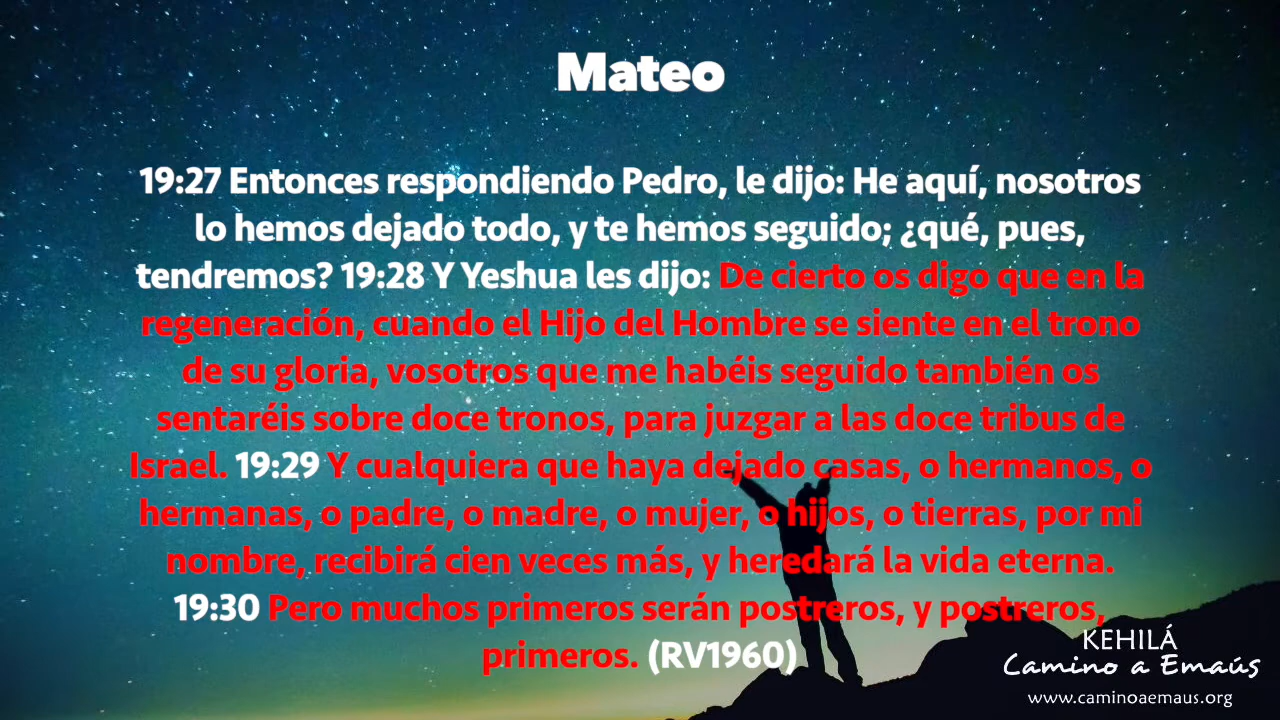 Mateo
19:27 Entonces respondiendo Pedro, le dijo: He aquí, nosotros
lo hemos dejado todo, y te hemos seguido; ¿qué, pues,
tendremos? 19:28 Y Yeshua les dijo: De cierto os digo que en la
regeneración, cuando el Hijo del Hombre se siente en el trono
de su gloria, vosotros que me habéis seguido también os
sentaréis sobre doce tronos, para juzgar a las doce tribus de
Israel. 19:29 Y cualquiera que haya dejado casas, o hermanos, o
hermanas, o padre, o madre, o mujer, o hijos, o tierras, por mi
nombre, recibirá cien veces más, y heredará la vida eterna.
19:30 Pero muchos primeros serán postreros, y postreros,
primeros. (RV1960)
KEHILÁ
Camino a Emaús
www.caminoaemaus.org